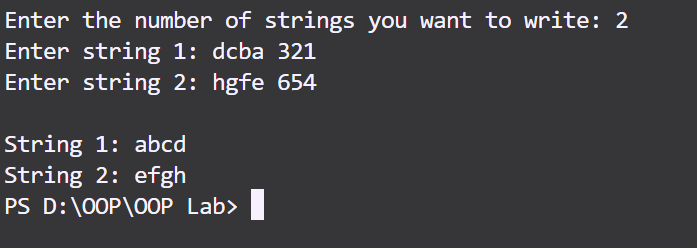 Enter the number of strings you want to write: 2
Enter string 1: dcba 321
Enter string 2: hgfe 654
String 1: abcd
String 2: efgh
PS D:\OOP\OOP Lab>